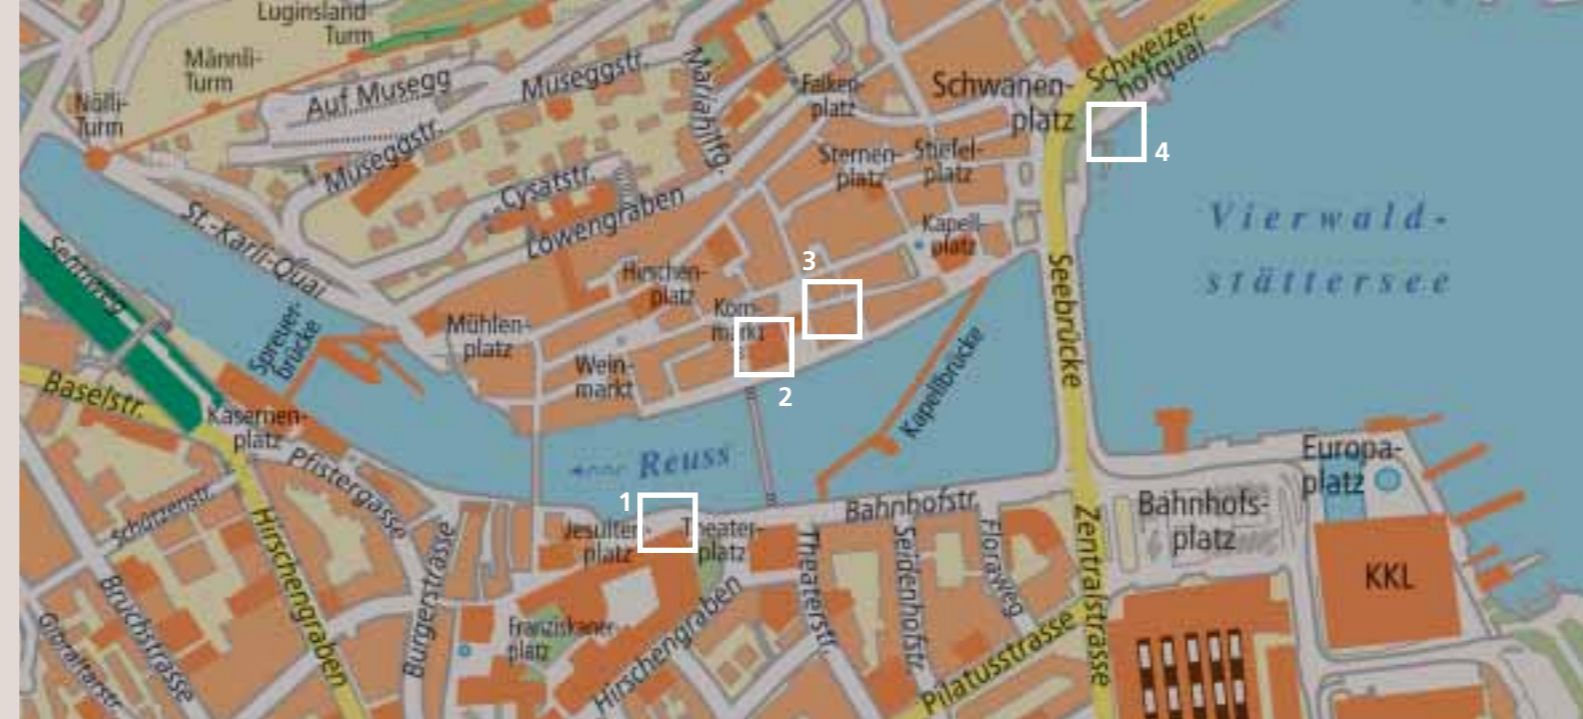 Luginsland
Turm
Männli-
Turm
Nölli-
Turm
Auf Musegg
Museggstr.
Museggstr.
Mariahilfg.
Falken-
platz
Schwanen-
platz
Schweizer-
hofquai
4
Sternen-
platz
Stiefel-
platz
Cysatstr.
Löwengraben
Kapell-
platz
St.-Karli-Quai
Sentiweg
Vierwald-
stättersee
Seebrücke
Hirschen-
platz
3
Korn-
markt
2
Mühlen-
platz
Wein-
markt
Spreuer-
brücke
Kapellbrücke
Baselstr.
Kasernen-
platz
Pfistergasse
Reuss
1
Jesuiten-
platz
Theater-
platz
Bahnhofstr.
Bahnhofs-
platz
Europa-
platz
KKL
Schützenstr.
Hirschengraben
Burgerstrasse
Bruchstrasse
Gibraltarstr.
Franziskaner-
platz
Hirschengraben
Theaterstr.
Seidenhofstr.
Floraweg
Zentralstrasse
Pilatusstrasse